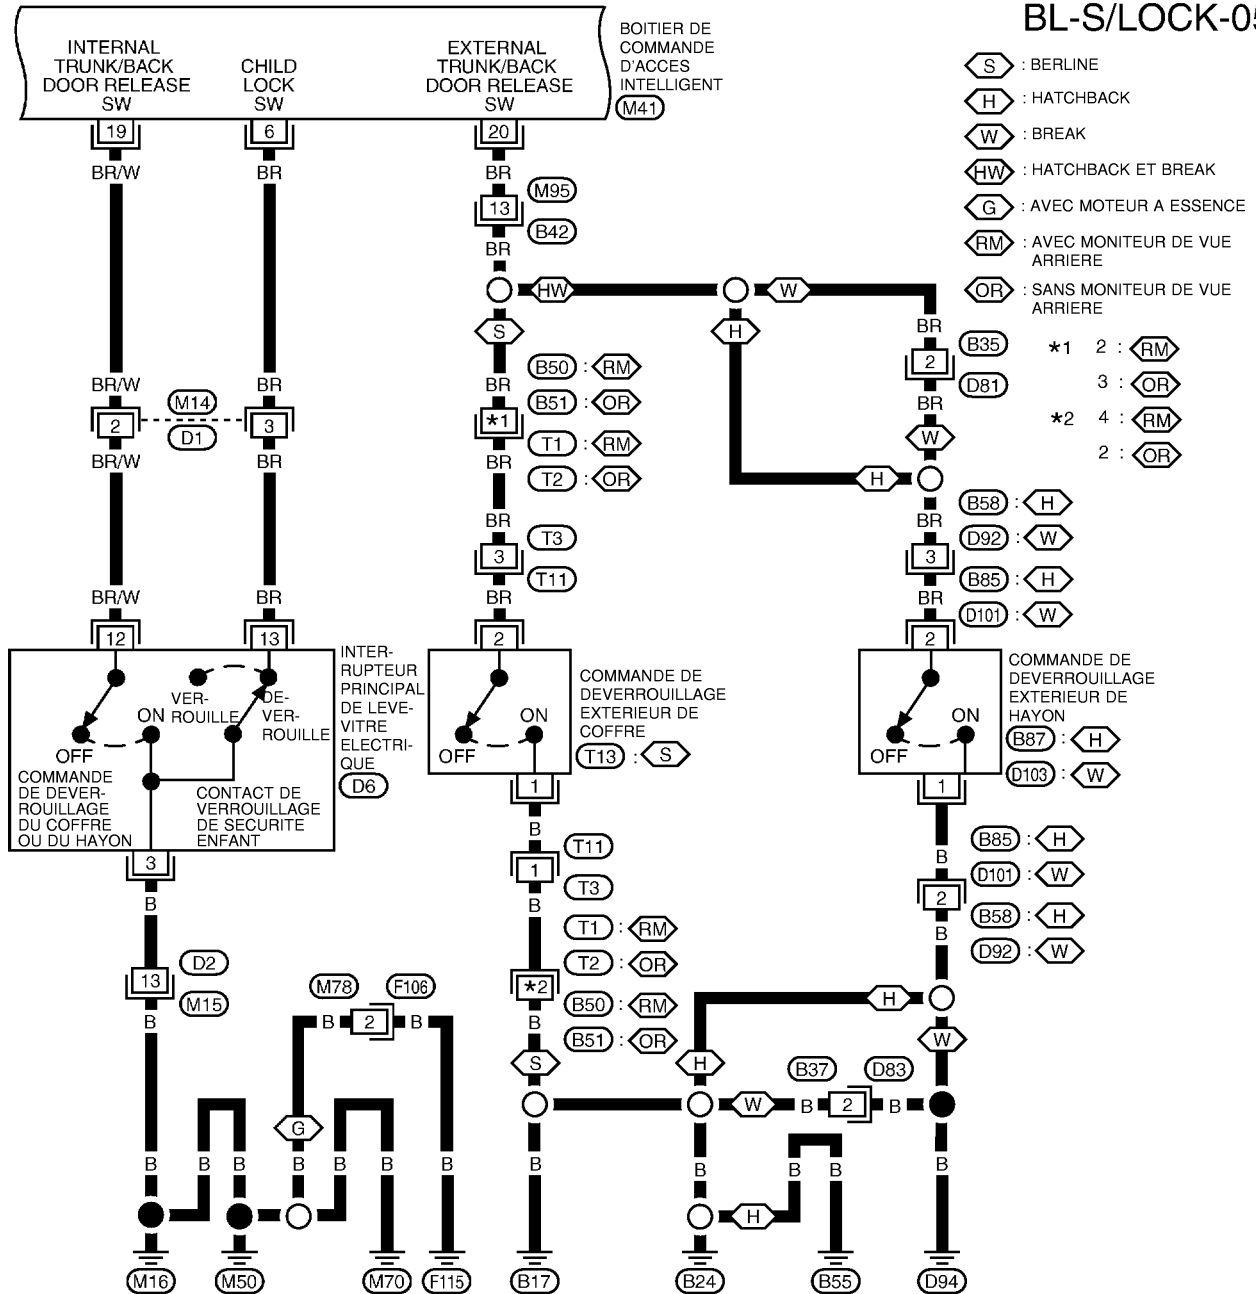 BL-S/LOCK-05
INTERNAL
TRUNK/BACK
DOOR RELEASE
SW
CHILD
LOCK
SW
EXTERNAL
TRUNK/BACK
DOOR RELEASE
SW
BOITIER DE
COMMANDE
D'ACCES
INTELLIGENT
M41
S : BERLINE
H : HATCHBACK
W : BREAK
HW : HATCHBACK ET BREAK
G : AVEC MOTEUR A ESSENCE
RM : AVEC MONITEUR DE VUE
ARRIERE
OR : SANS MONITEUR DE VUE
ARRIERE
*1 2 : RM
3 : OR
*2 4 : RM
2 : OR
19 6 20
BR/W BR BR
13 M95
B42
BR
HW W
S H
BR B35
2
D81
BR
W
H
BR/W BR BR
B50 : RM
B51 : OR
2 M14 3 *1
D1
T1 : RM
T2 : OR
BR/W BR BR
BR BR
B58 : H
D92 : W
3 T3 3
T11
B85 : H
D101 : W
BR/W BR BR BR
12 13 2 2
VER-
ROUILLE
DE-
VER-
ROUILLE
ON
OFF
COMMANDE
DE DEVER-
ROUILLAGE
DU COFFRE
OU DU HAYON
CONTACT DE
VERROUILLAGE
DE SECURITE
ENFANT
INTER-
RUPTEUR
PRINCIPAL
DE LEVE-
VITRE
ELECTRI-
QUE
D6
ON
OFF
COMMANDE DE
DEVERROUILLAGE
EXTERIEUR DE
COFFRE
T13 : S
ON
OFF
COMMANDE DE
DEVERROUILLAGE
EXTERIEUR DE
HAYON
B87 : H
D103 : W
3 1 1
B B B
T11
1
T3
B
B85 : H
D101 : W
2
B58 : H
D92 : W
B
T1 : RM
T2 : OR
*2
B50 : RM
B51 : OR
B
13 D2
M15
B
M78 F106
B 2 B
H
W
S H
B37 D83
W B 2 B
G
B B B B B B B B B B B
H
M16 M50 M70 F115 B17 B24 B55 D94